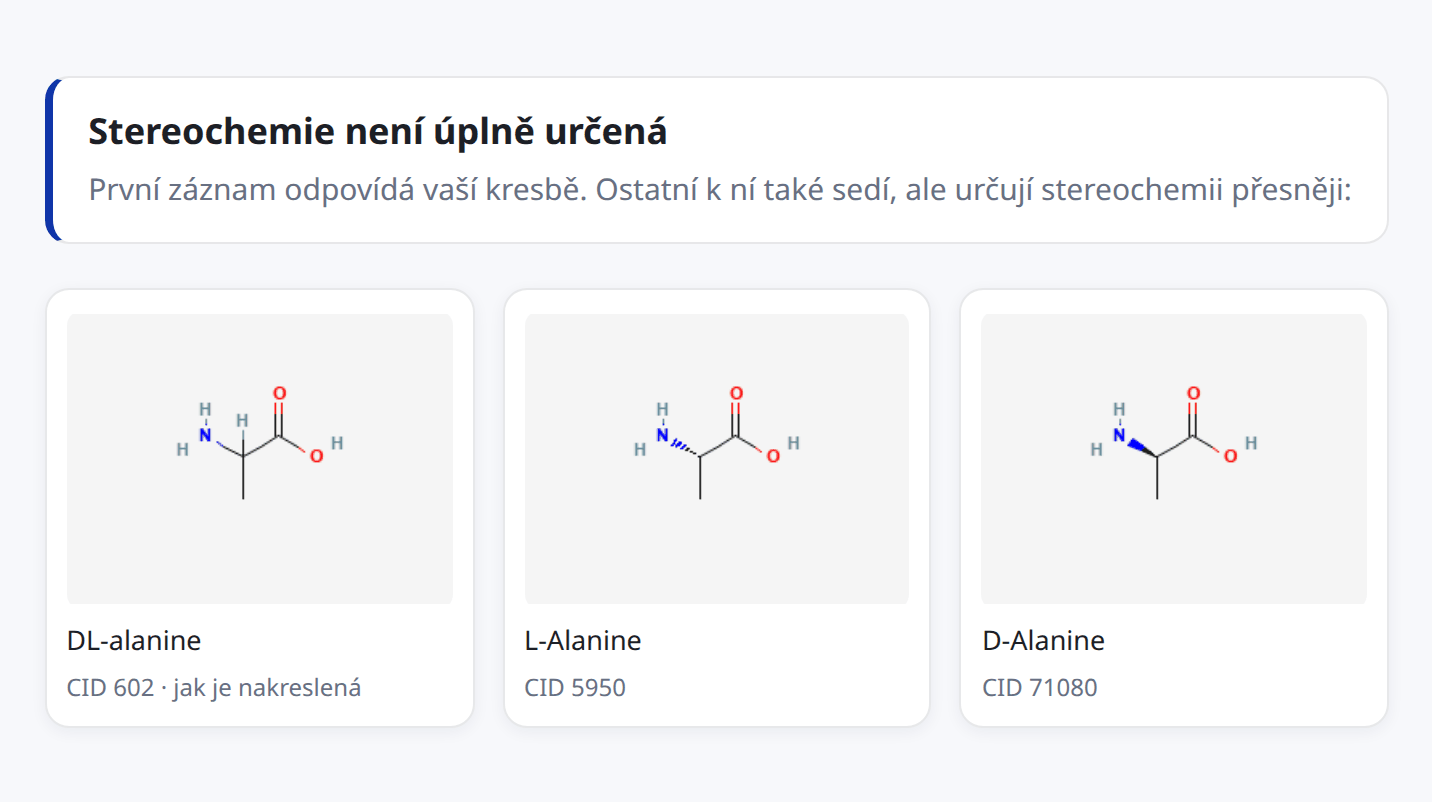 Stereochemie není úplně určená
První záznam odpovídá vaší kresbě. Ostatní k ní také sedí, ale určují stereochemii přesněji:
O
H
H
N
H
H
O
O
H
N
H
H
O
O
H
N
H
H
O
DL-alanine
L-Alanine
D-Alanine
CID 602 · jak je nakreslená
CID 5950
CID 71080